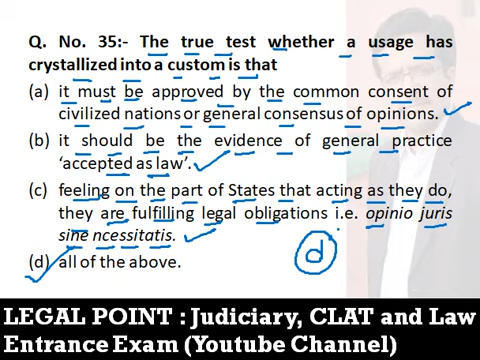 Q. No. 35:- The true test whether a usage has
crystallized into a custom is that
(a) it must be approved by the common consent of
civilized nations or general consensus of opinions.
(b) it should be the evidence of general practice
‘accepted as law’.
(c) feeling on the part of States that acting as they do,
they are fulfilling legal obligations i.e. opinio juris
sine ncessitatis.
(d) all of the above.
d
LEGAL POINT : Judiciary, CLAT and Law
Entrance Exam (Youtube Channel)